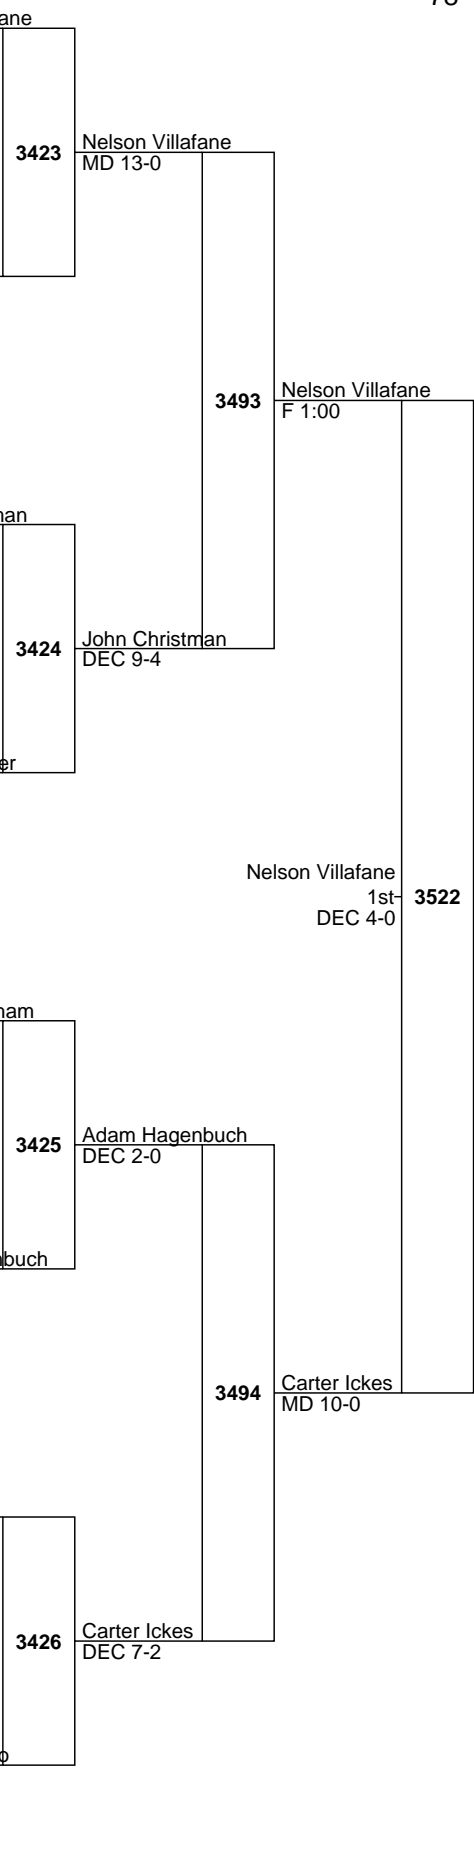 ane
3423
Nelson Villafane
MD 13-0
3493
Nelson Villafane
F 1:00
3424
John Christman
DEC 9-4
er
Nelson Villafane
1st
3522
DEC 4-0
3425
Adam Hagenbuch
DEC 2-0
3494
Carter Ickes
MD 10-0
3426
Carter Ickes
DEC 7-2